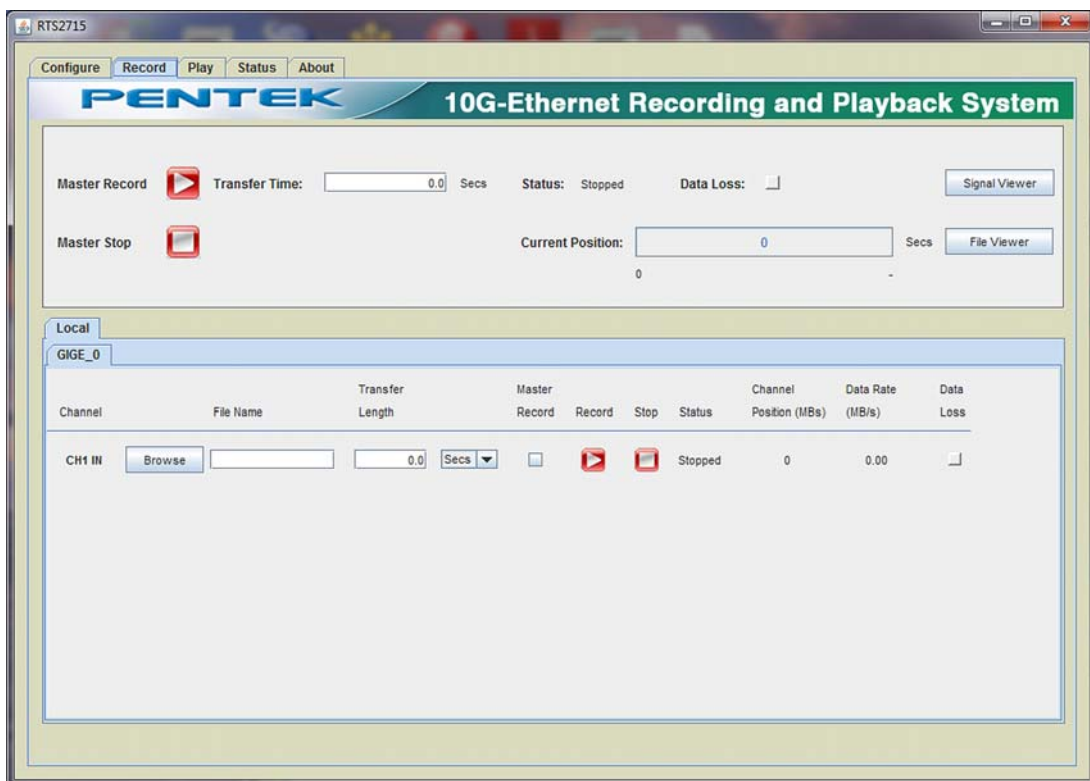 RTS2715
Configure Record Play Status About
PENTEK 10G-Ethernet Recording and Playback System
Master Record Transfer Time: 0.0 Secs Status: Stopped Data Loss: Signal Viewer
Master Stop Current Position: 0 Secs File Viewer
0 -
Local
GIGE_0
Transfer Master Channel Data Rate Data
Channel File Name Length Record Record Stop Status Position (MBs) (MB/s) Loss
CH1 IN Browse 0.0 Secs Stopped 0 0.00